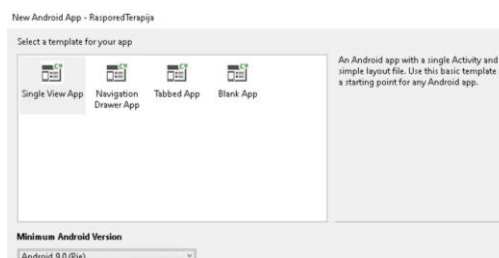 New Android App - RasporedTerapija
Select a template for your app
Single View App
Navigation
Drawer App
Tabbed App
Blank App
An Android app with a single Activity and
simple layout file. Use this basic template
a starting point for any Android app.
Minimum Android Version
Android 9.0 (Pie)